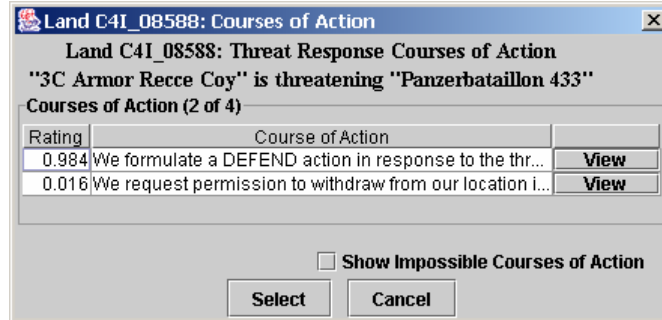 Land C4I_08588: Courses of Action
Land C4I_08588: Threat Response Courses of Action
"3C Armor Recce Coy" is threatening "Panzerbataillon 433"
Courses of Action (2 of 4)
Rating Course of Action
0.984 We formulate a DEFEND action in response to the thr... View
0.016 We request permission to withdraw from our location i... View
Show Impossible Courses of Action
Select Cancel